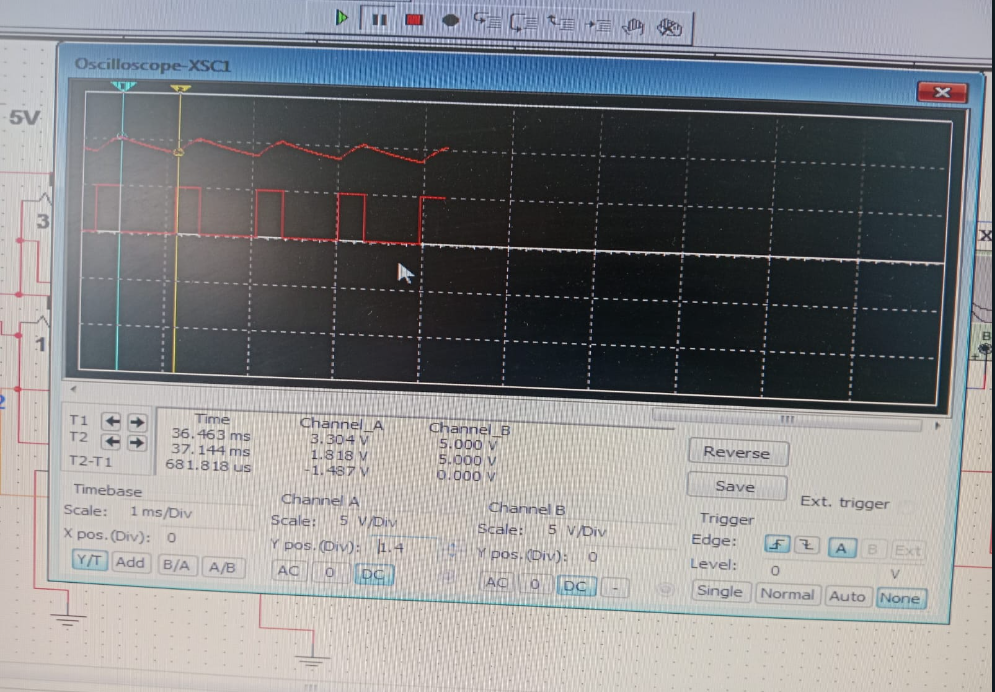 Oscilloscope-XSC1
5V
3
1
2
X
B
T1
T2
T2-T1
Time
36.463 ms
37.144 ms
681.818 us
Channel_A
3.304 V
1.818 V
-1.487 V
Channel_B
5.000 V
5.000 V
0.000 V
Reverse
Save
Ext. trigger
Timebase
Scale: 1 ms/Div
X pos.(Div): 0
Y/T Add B/A A/B
Channel A
Scale: 5 V/Div
Y pos.(Div): 1.4
AC 0 DC
Channel B
Scale: 5 V/Div
Y pos.(Div): 0
AC 0 DC -
Trigger
Edge: A B Ext
Level: 0 V
Single Normal Auto None